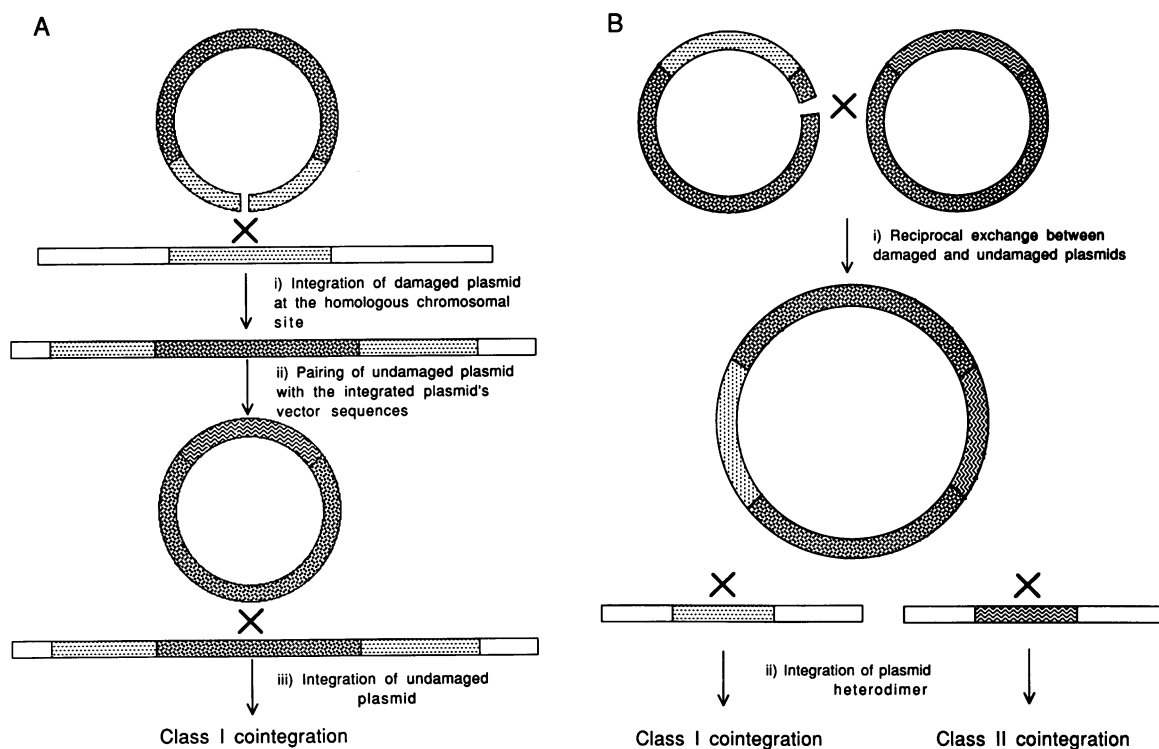 A
i) Integration of damaged plasmid
at the homologous chromosomal
site
ii) Pairing of undamaged plasmid
with the integrated plasmid's
vector sequences
iii) Integration of undamaged
plasmid
Class I cointegration
B
i) Reciprocal exchange between
damaged and undamaged plasmids
ii) Integration of plasmid
heterodimer
Class I cointegration
Class II cointegration